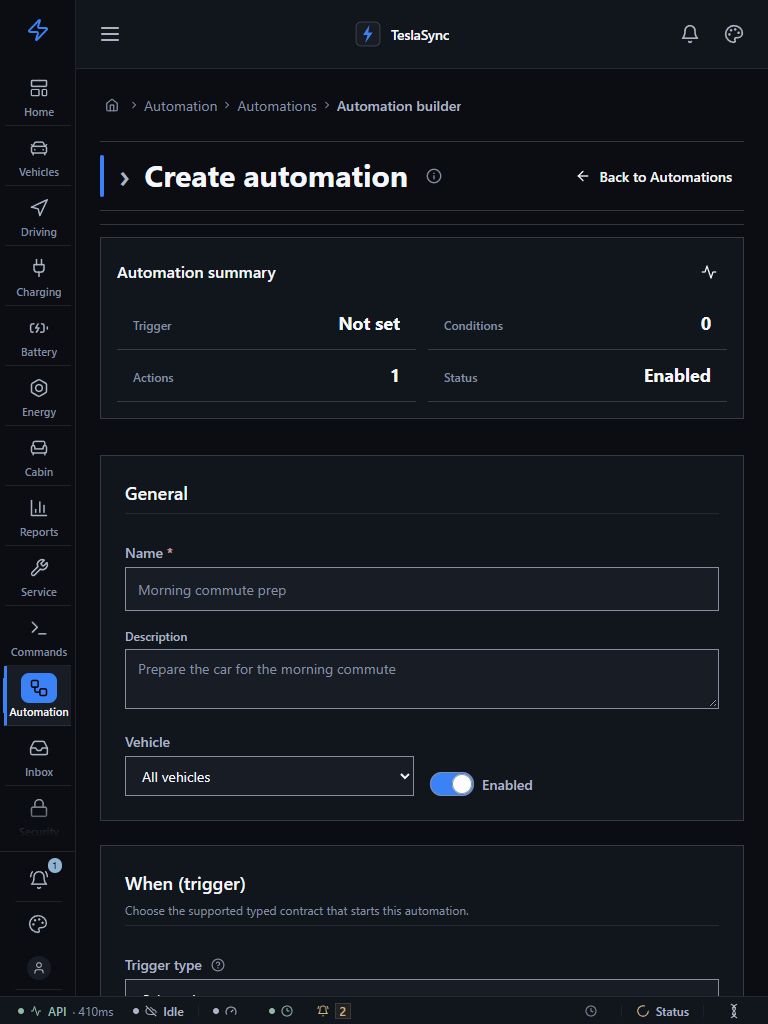 TeslaSync
Home
Vehicles
Driving
Charging
Battery
Energy
Cabin
Reports
Service
Commands
Automation
Inbox
Security
1
Automation
Automations
Automation builder
Create automation
Back to Automations
Automation summary
Trigger
Not set
Conditions
0
Actions
1
Status
Enabled
General
Name *
Morning commute prep
Description
Prepare the car for the morning commute
Vehicle
All vehicles
Enabled
When (trigger)
Choose the supported typed contract that starts this automation.
Trigger type
API · 410ms
Idle
2
Status